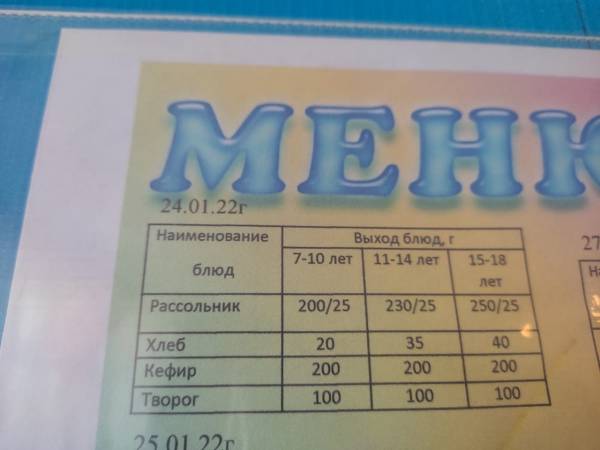 МЕН
24.01.22г
Наименование блюд Выход блюд, г
7-10 лет 11-14 лет 15-18 лет
Рассольник 200/25 230/25 250/25
Хлеб 20 35 40
Кефир 200 200 200
Творог 100 100 100
25.01.22г
27